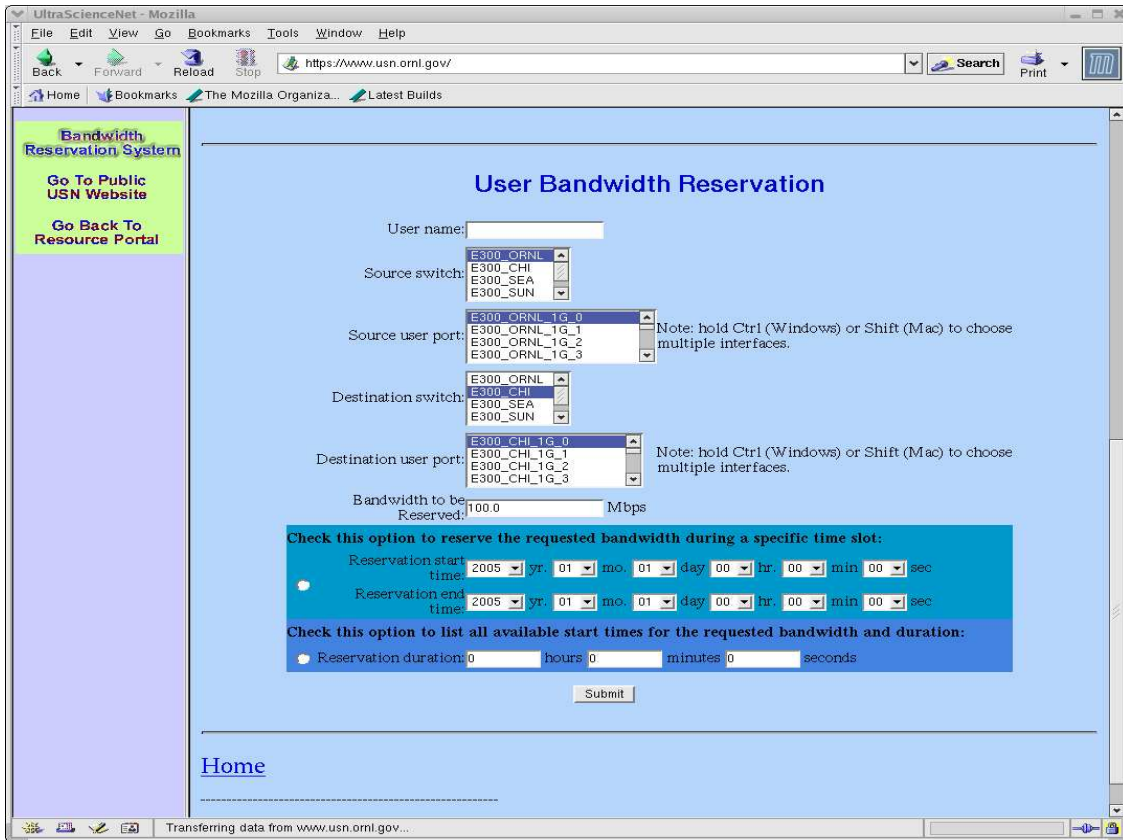 UltraScienceNet - Mozilla
File Edit View Go Bookmarks Tools Window Help
Back Forward Reload Stop https://www.usn.ornl.gov/ Search Print
Home Bookmarks The Mozilla Organiza... Latest Builds
Bandwidth
Reservation System
Go To Public
USN Website
Go Back To
Resource Portal
User Bandwidth Reservation
User name:
Source switch:
E300_ORNL
E300_CHI
E300_SEA
E300_SUN
Source user port:
E300_ORNL_1G_0
E300_ORNL_1G_1
E300_ORNL_1G_2
E300_ORNL_1G_3
Note: hold Ctrl (Windows) or Shift (Mac) to choose
multiple interfaces.
Destination switch:
E300_ORNL
E300_CHI
E300_SEA
E300_SUN
Destination user port:
E300_CHI_1G_0
E300_CHI_1G_1
E300_CHI_1G_2
E300_CHI_1G_3
Note: hold Ctrl (Windows) or Shift (Mac) to choose
multiple interfaces.
Bandwidth to be
Reserved: 100.0 Mbps
Check this option to reserve the requested bandwidth during a specific time slot:
Reservation start
time: 2005 yr. 01 mo. 01 day 00 hr. 00 min 00 sec
Reservation end
time: 2005 yr. 01 mo. 01 day 00 hr. 00 min 00 sec
Check this option to list all available start times for the requested bandwidth and duration:
Reservation duration: 0 hours 0 minutes 0 seconds
Submit
Home
---------------------------------------------------------
Transferring data from www.usn.ornl.gov...